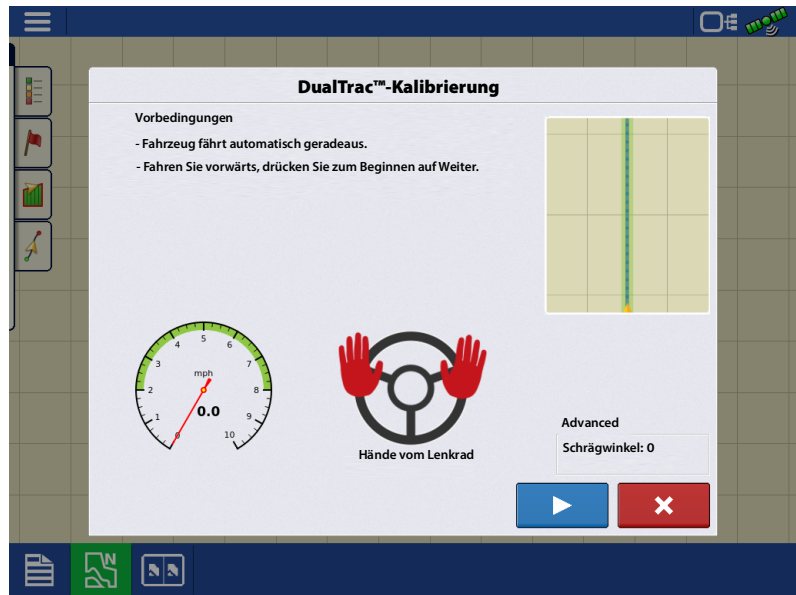 DualTrac™-Kalibrierung
Vorbedingungen
- Fahrzeug fährt automatisch geradeaus.
- Fahren Sie vorwärts, drücken Sie zum Beginnen auf Weiter.
0
1
2
3
4
5
6
7
8
9
10
mph
0.0
Hände vom Lenkrad
Advanced
Schrägwinkel: 0
N